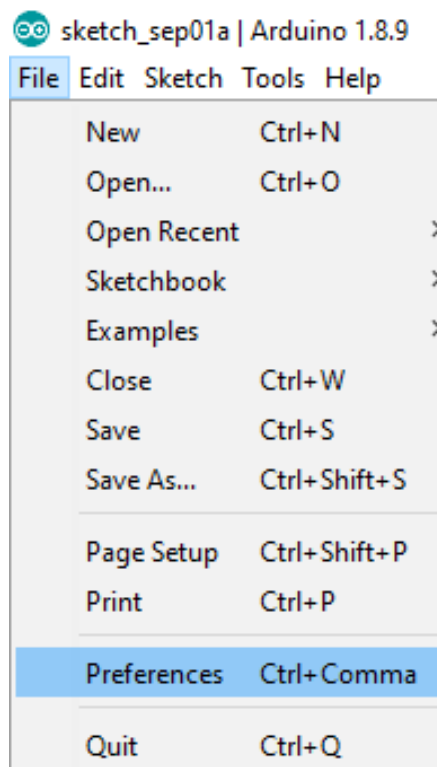 sketch_sep01a | Arduino 1.8.9
File Edit Sketch Tools Help
New Ctrl+N
Open... Ctrl+O
Open Recent
Sketchbook
Examples
Close Ctrl+W
Save Ctrl+S
Save As... Ctrl+Shift+S
Page Setup Ctrl+Shift+P
Print Ctrl+P
Preferences Ctrl+Comma
Quit Ctrl+Q